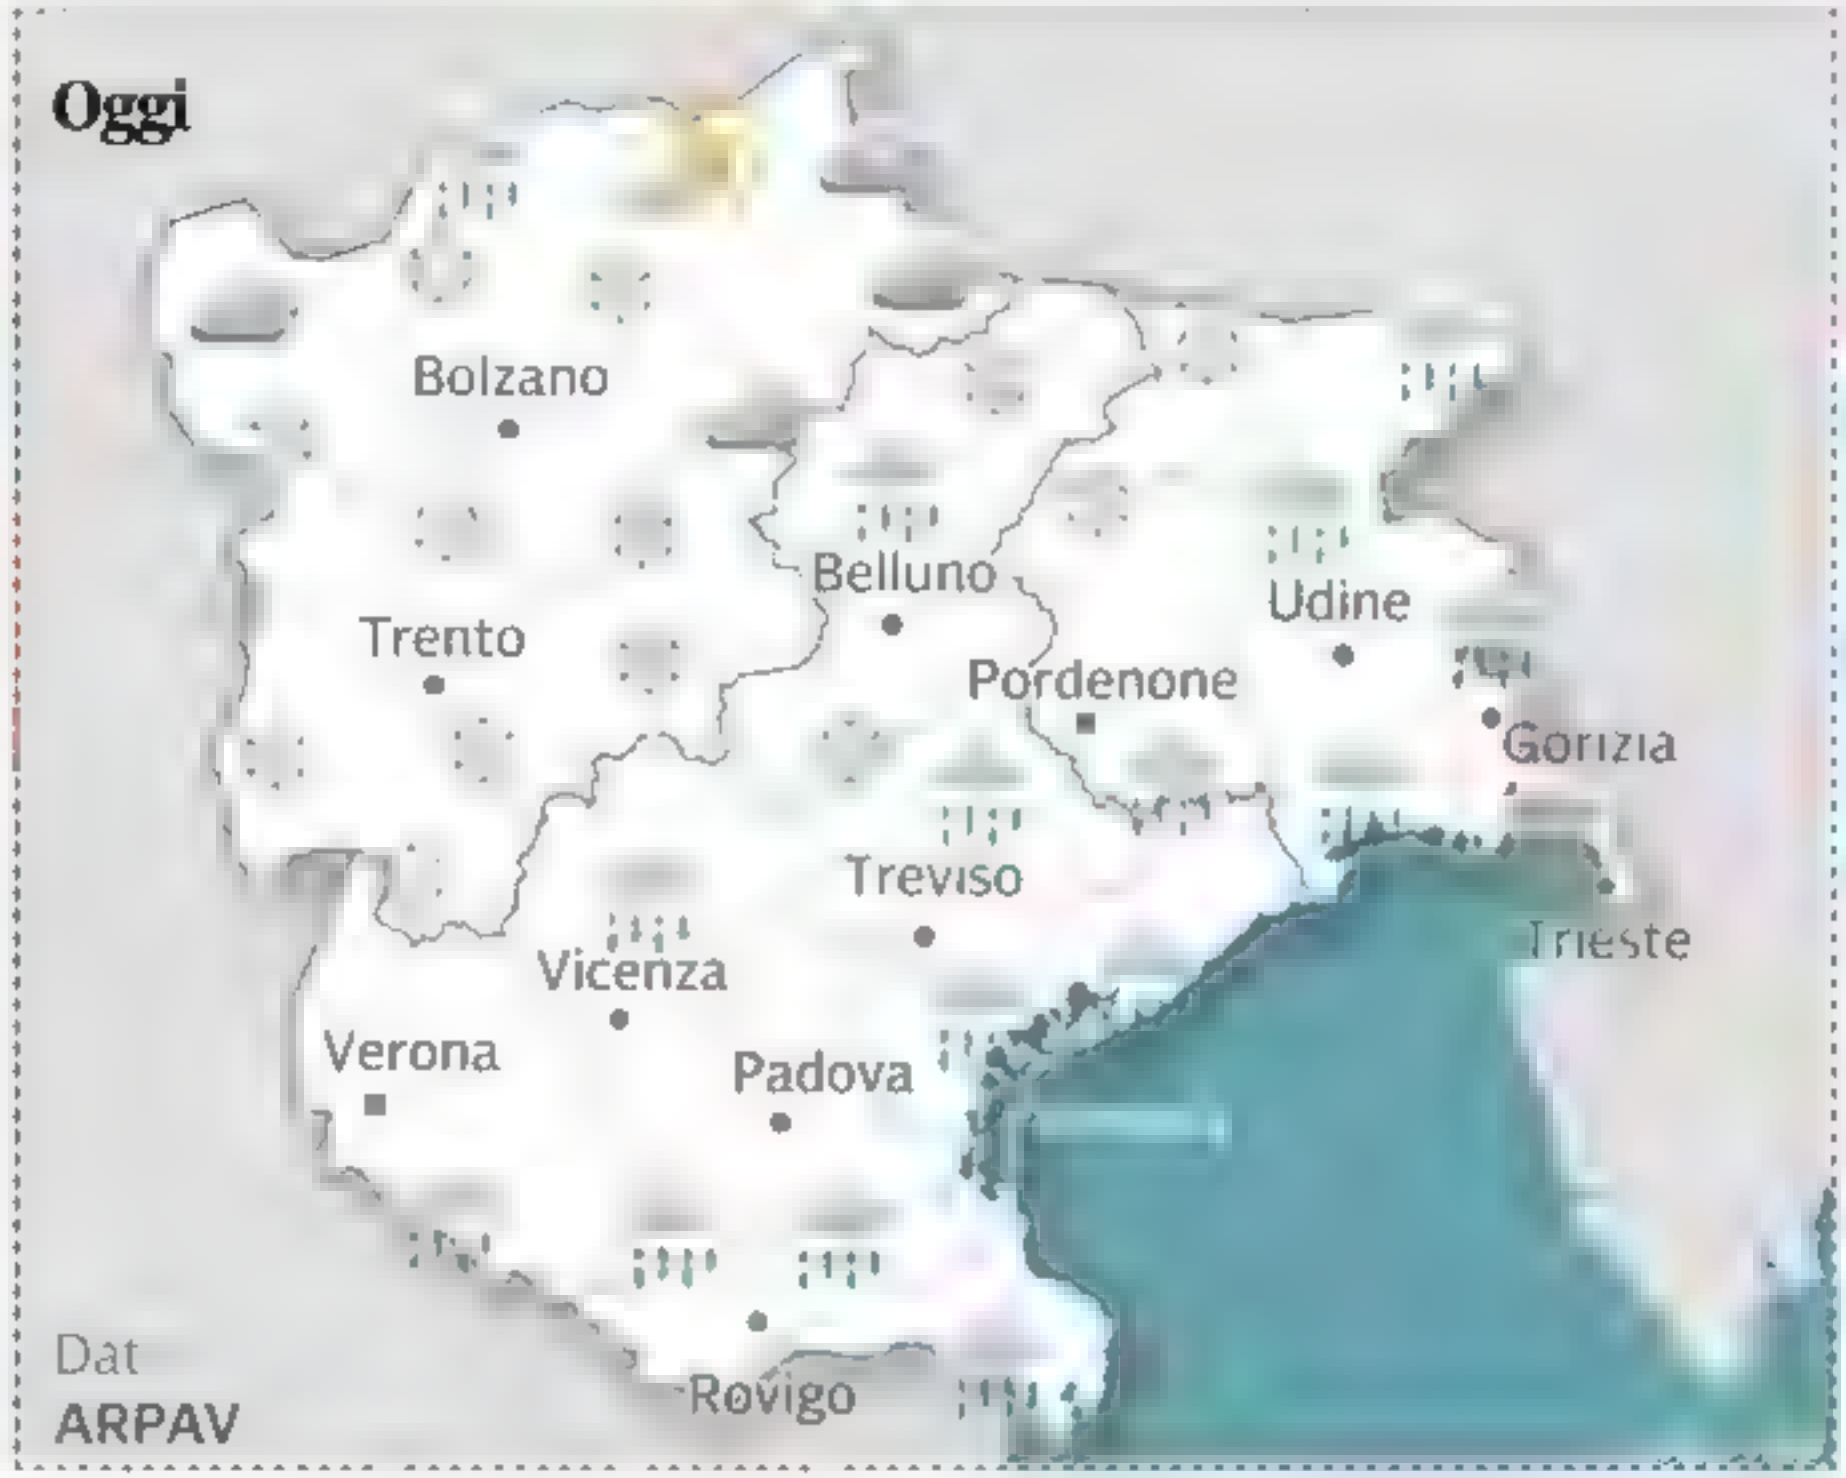 Oggi
Bolzano
Belluno
Udine
Trento
Pordenone
Gorizia
Treviso
Trieste
Vicenza
Verona
Padova
Dat
Rovigo
ARPAV